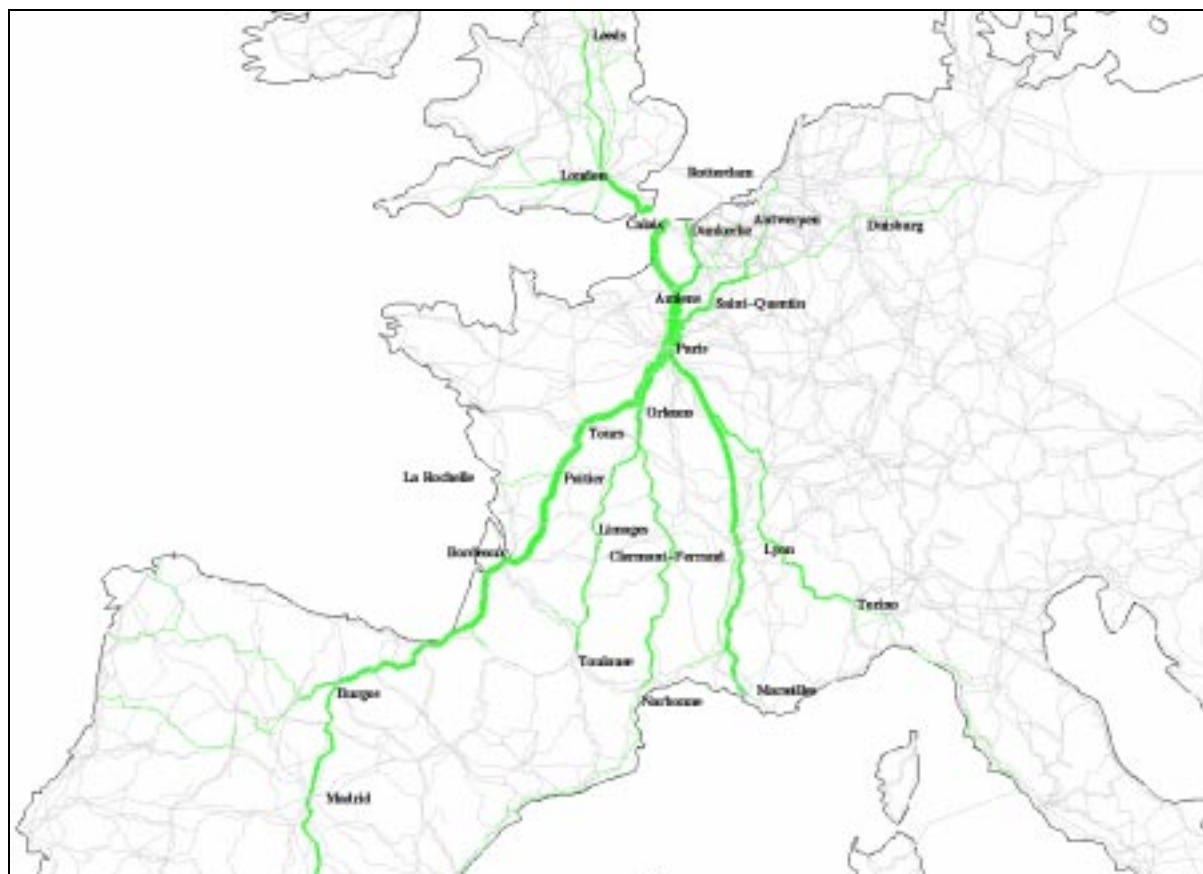 Leeds
London
Rotterdam
Calais
Dunkerke
Antwerpen
Duisburg
Amiens
Saint-Quentin
Paris
Orleans
Tours
La Rochelle
Poitier
Limoges
Bordeaux
Clermont-Ferrand
Lyon
Torino
Toulouse
Burgos
Narbonne
Marseilles
Madrid